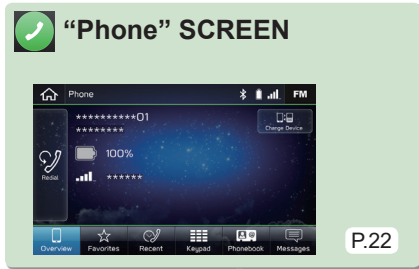 “Phone” SCREEN
Phone FM
**********01
********
Change Device
100%
Redial
******
Overview Favorites Recent Keypad Phonebook Messages
P.22